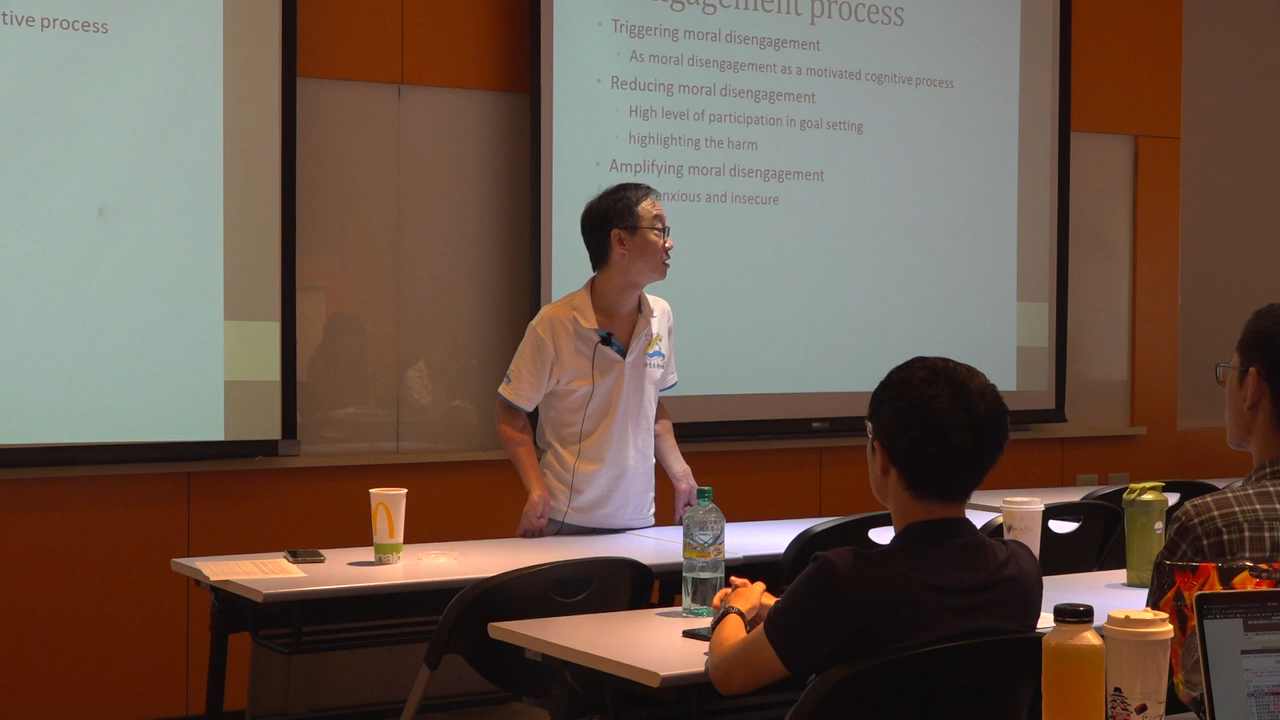 tive process
ngagement process
Triggering moral disengagement
As moral disengagement as a motivated cognitive process
Reducing moral disengagement
High level of participation in goal setting
highlighting the harm
Amplifying moral disengagement
anxious and insecure